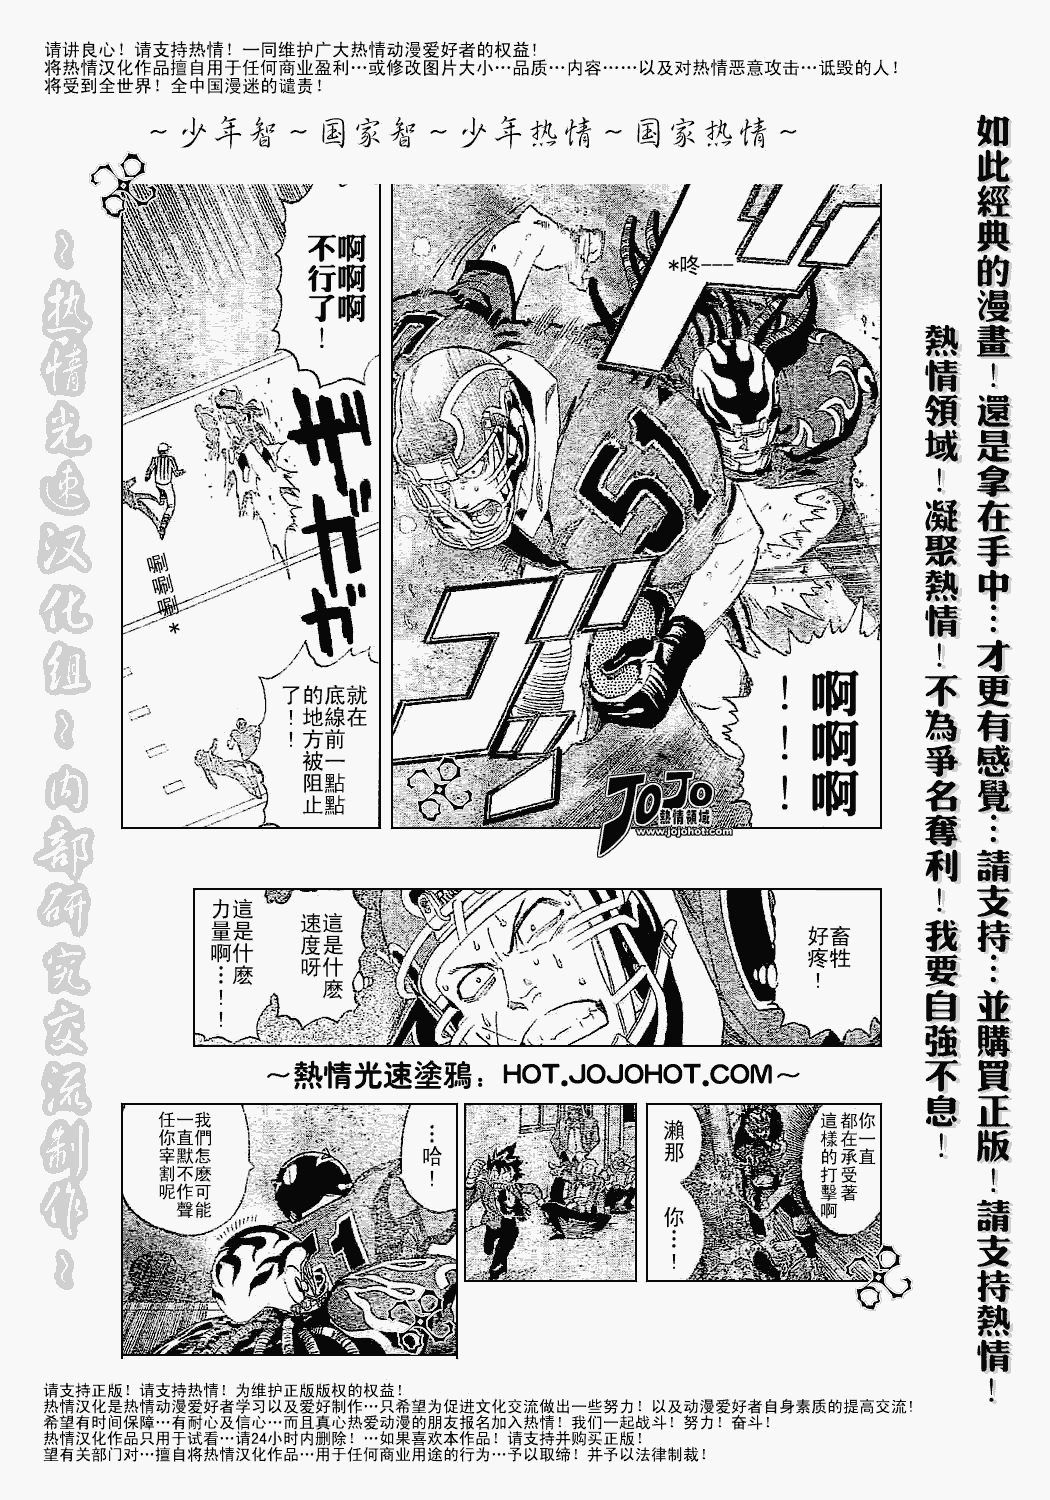 请讲良心！请支持热情！一同维护广大热情动漫爱好者的权益！
将热情汉化作品擅自用于任何商业盈利…或修改图片大小…品质…内容……以及对热情恶意攻击…诋毁的人！
将受到全世界！全中国漫迷的谴责！
～少年智～国家智～少年热情～国家热情～
如此經典的漫畫！還是拿在手中…才更有感覺…請支持…並購買正版！請支持熱情！
熱情領域！凝聚熱情！不為爭名奪利！我要自強不息！
～热情光速汉化组～内部研究交流制作～
ドド
*咚---
51
ゴゴッ
啊啊啊
！！！
啊啊啊
不行了！
ザザザ
唰唰唰
*
就在
底線前一點點
的地方被阻止
了！！
JOJO
熱情領域
www.jojohot.com
畜牲
好疼！
這是什麽
速度呀
這是什麽
力量啊…！！
～熱情光速塗鴉：HOT.JOJOHOT.COM～
你一直
都在承受著
這樣的打擊啊
瀨那
你…！
…哈！
我們怎麽可能
一直默不作聲
任你宰割呢
请支持正版！请支持热情！为维护正版版权的权益！
热情汉化是热情动漫爱好者学习以及爱好制作…只希望为促进文化交流做出一些努力！以及动漫爱好者自身素质的提高交流！
希望有时间保障…有耐心及信心…而且真心热爱动漫的朋友报名加入热情！我们一起战斗！努力！奋斗！
热情汉化作品只用于试看…请24小时内删除！…如果喜欢本作品！请支持并购买正版！
望有关部门对…擅自将热情汉化作品…用于任何商业用途的行为…予以取缔！并予以法律制裁！